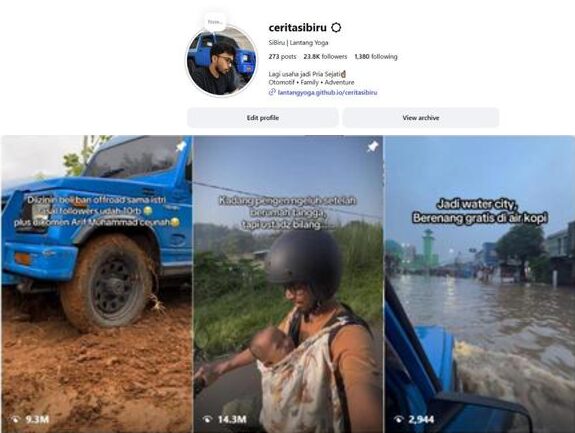 Note...
ceritasibiru
SiBiru | Lantang Yoga
273 posts 23.8K followers 1,380 following
Lagi usaha jadi Pria Sejati
Otomotif • Family • Adventure
lantangyoga.github.io/ceritasibiru
Edit profile
View archive
Diizinin beli ban offroad sama istri
asal followers udah 10rb 😂
plus dikomen Arif Muhammad ceunah😂
9.3M
Kadang pengen ngeluh setelah
berumah tangga,
tapi ustadz bilang.....
14.3M
Jadi water city,
Berenang gratis di air kopi
2,944